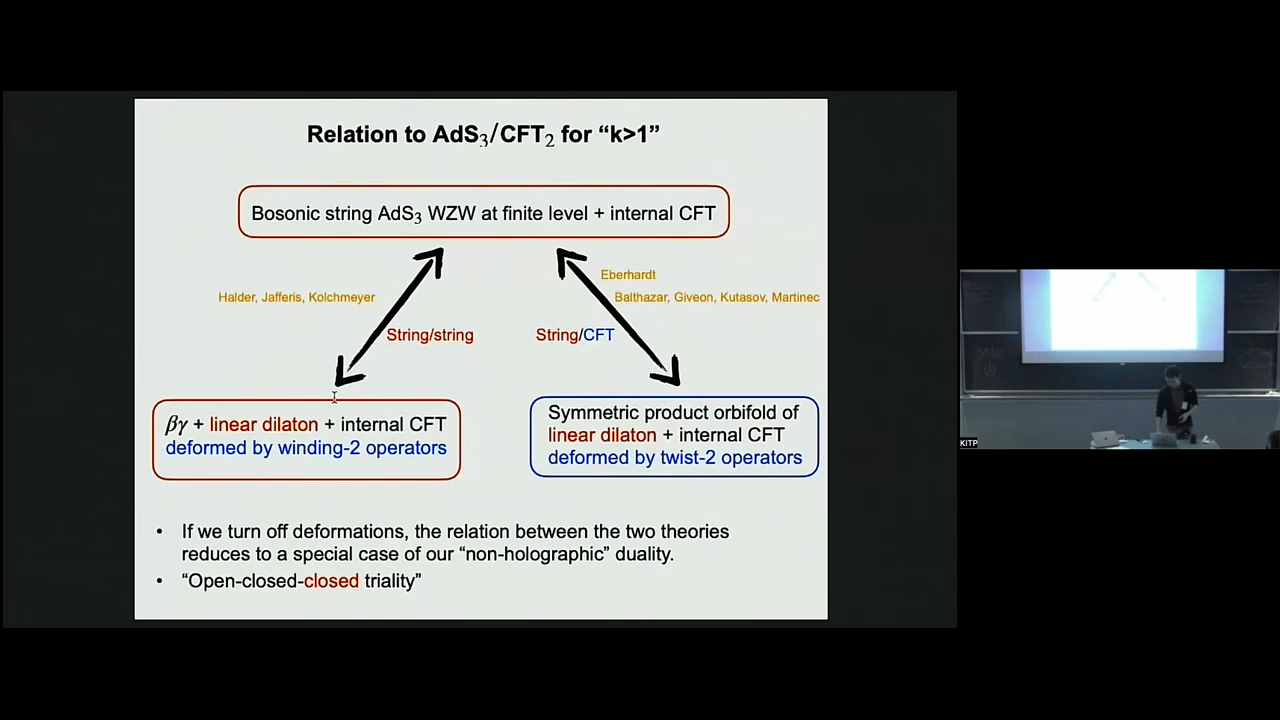 Relation to AdS₃/CFT₂ for “k>1”
Bosonic string AdS₃ WZW at finite level + internal CFT
Eberhardt
Halder, Jafferis, Kolchmeyer
Balthazar, Giveon, Kutasov, Martinec
String/string
String/CFT
βγ + linear dilaton + internal CFT
deformed by winding-2 operators
Symmetric product orbifold of
linear dilaton + internal CFT
deformed by twist-2 operators
• If we turn off deformations, the relation between the two theories
reduces to a special case of our “non-holographic” duality.
• “Open-closed-closed triality”
KITP